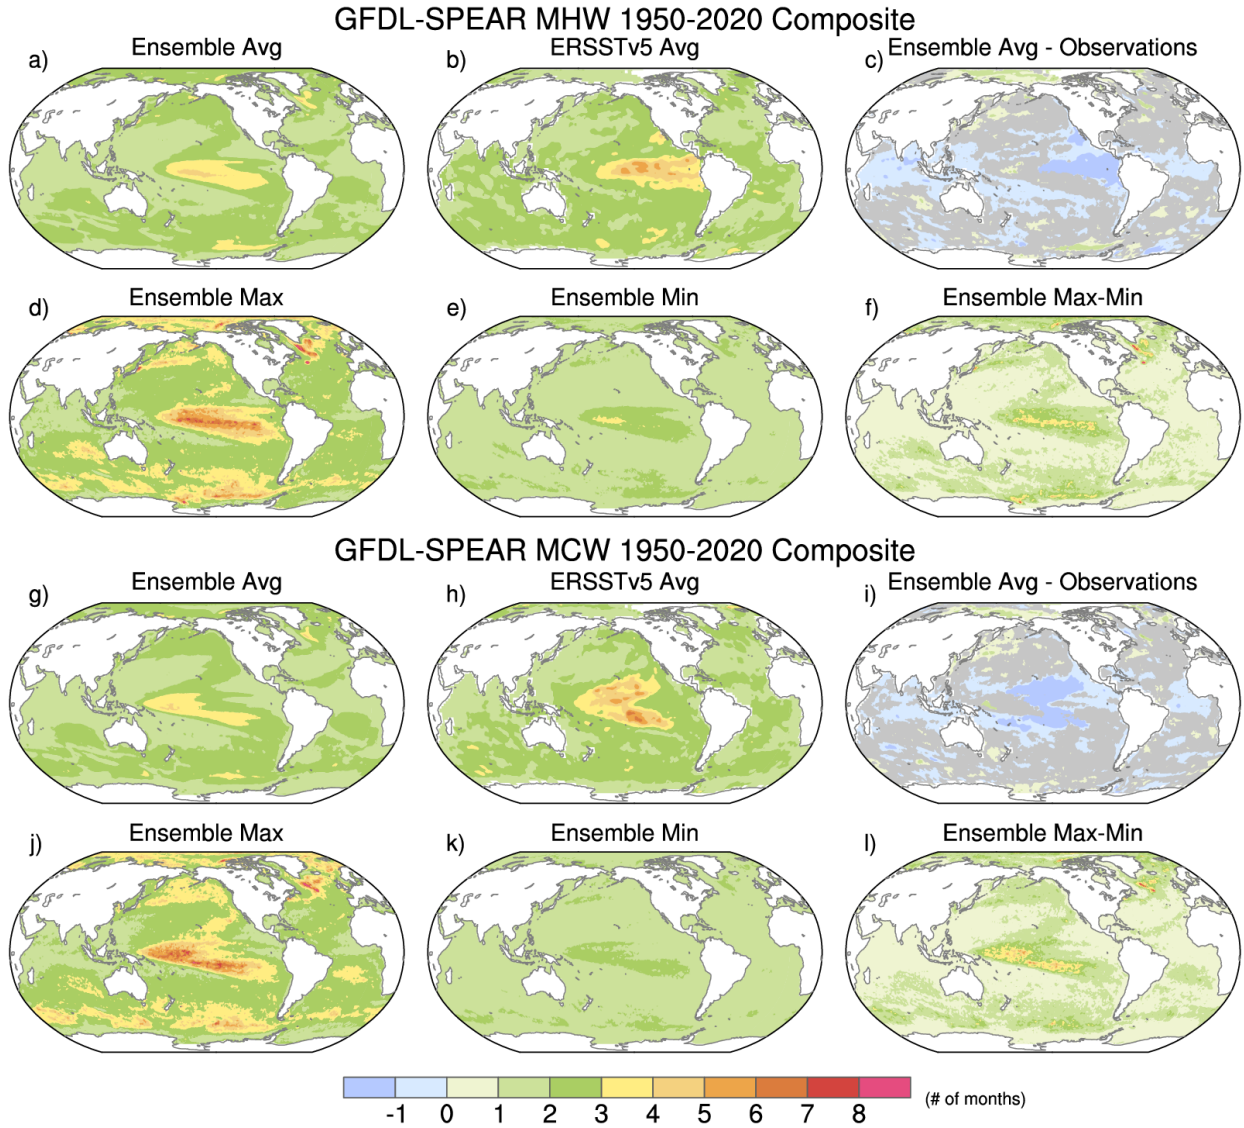 GFDL-SPEAR MHW 1950-2020 Composite
a) Ensemble Avg
b) ERSSTv5 Avg
c) Ensemble Avg - Observations
d) Ensemble Max
e) Ensemble Min
f) Ensemble Max-Min
GFDL-SPEAR MCW 1950-2020 Composite
g) Ensemble Avg
h) ERSSTv5 Avg
i) Ensemble Avg - Observations
j) Ensemble Max
k) Ensemble Min
l) Ensemble Max-Min
-1 0 1 2 3 4 5 6 7 8 (# of months)